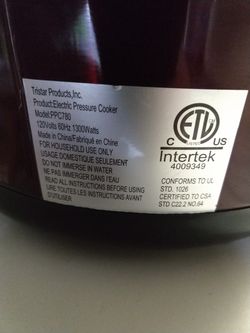 Tristar Products,Inc.
Product:Electric Pressure Cooker
Model:PPC780
120Volts 60Hz 1300Watts
Made in China/Fabriqué en Chine
FOR HOUSEHOLD USE ONLY
USAGE DOMESTIQUE SEULEMENT
DO NOT IMMERSE IN WATER
NE PAS IMMERGER DANS l'EAU
READ ALL INSTRUCTIONS BEFORE USING
LIRE TOUTES LES INSTRUCTIONS AVANT
D'UTILISER
ETL
C US
Intertek
4009349
CONFORMS TO UL
STD. 1026
CERTIFIED TO CSA
STD C22.2 NO.64